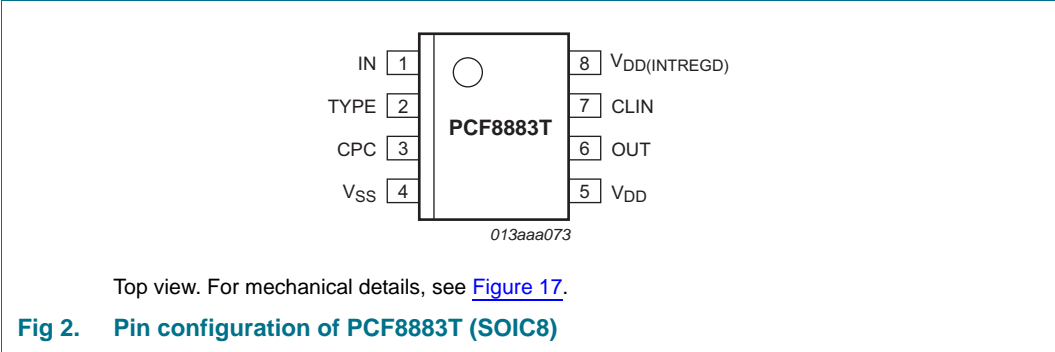 IN 1 8 VDD(INTREGD)
TYPE 2 7 CLIN
PCF8883T
CPC 3 6 OUT
VSS 4 5 VDD
013aaa073
Top view. For mechanical details, see Figure 17.
Fig 2. Pin configuration of PCF8883T (SOIC8)